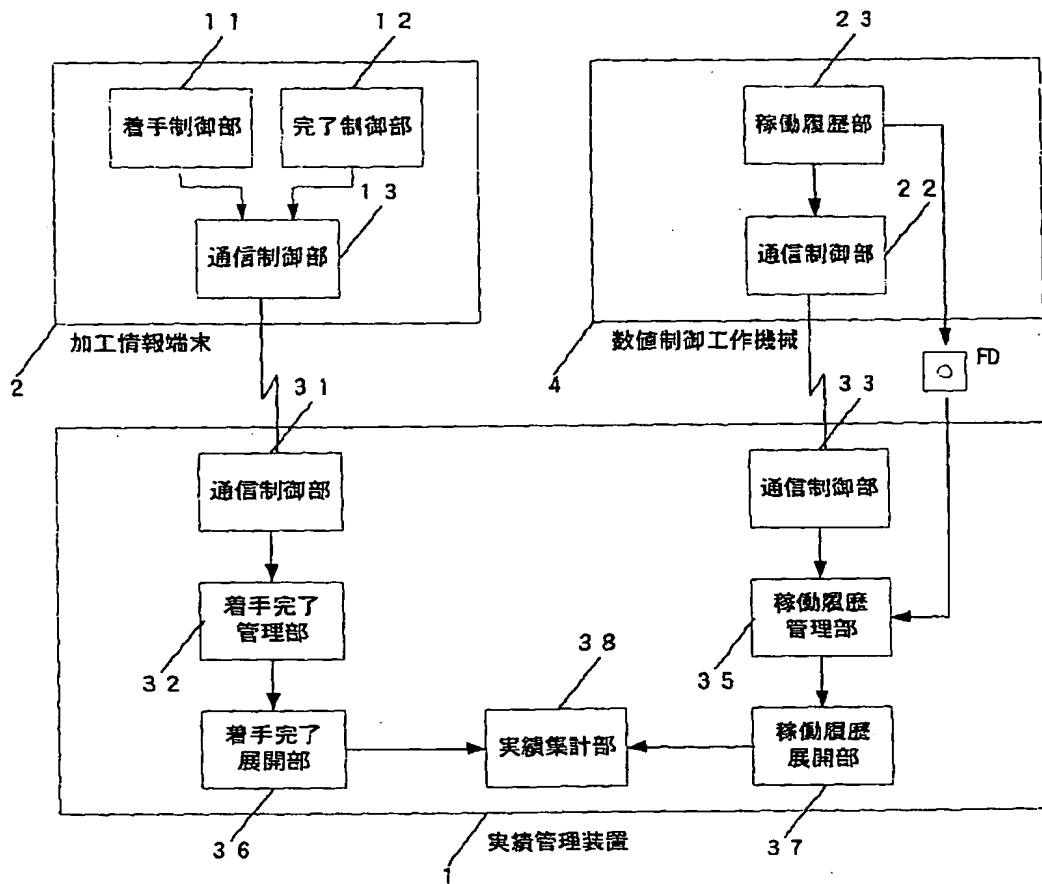 11
12
23
着手制御部
完了制御部
稼働履歴部
13
22
通信制御部
通信制御部
加工情報端末
数値制御工作機械
2
4
FD
31
33
通信制御部
通信制御部
着手完了
管理部
稼働履歴
管理部
32
38
35
着手完了
展開部
実績集計部
稼働履歴
展開部
36
実績管理装置
37
1